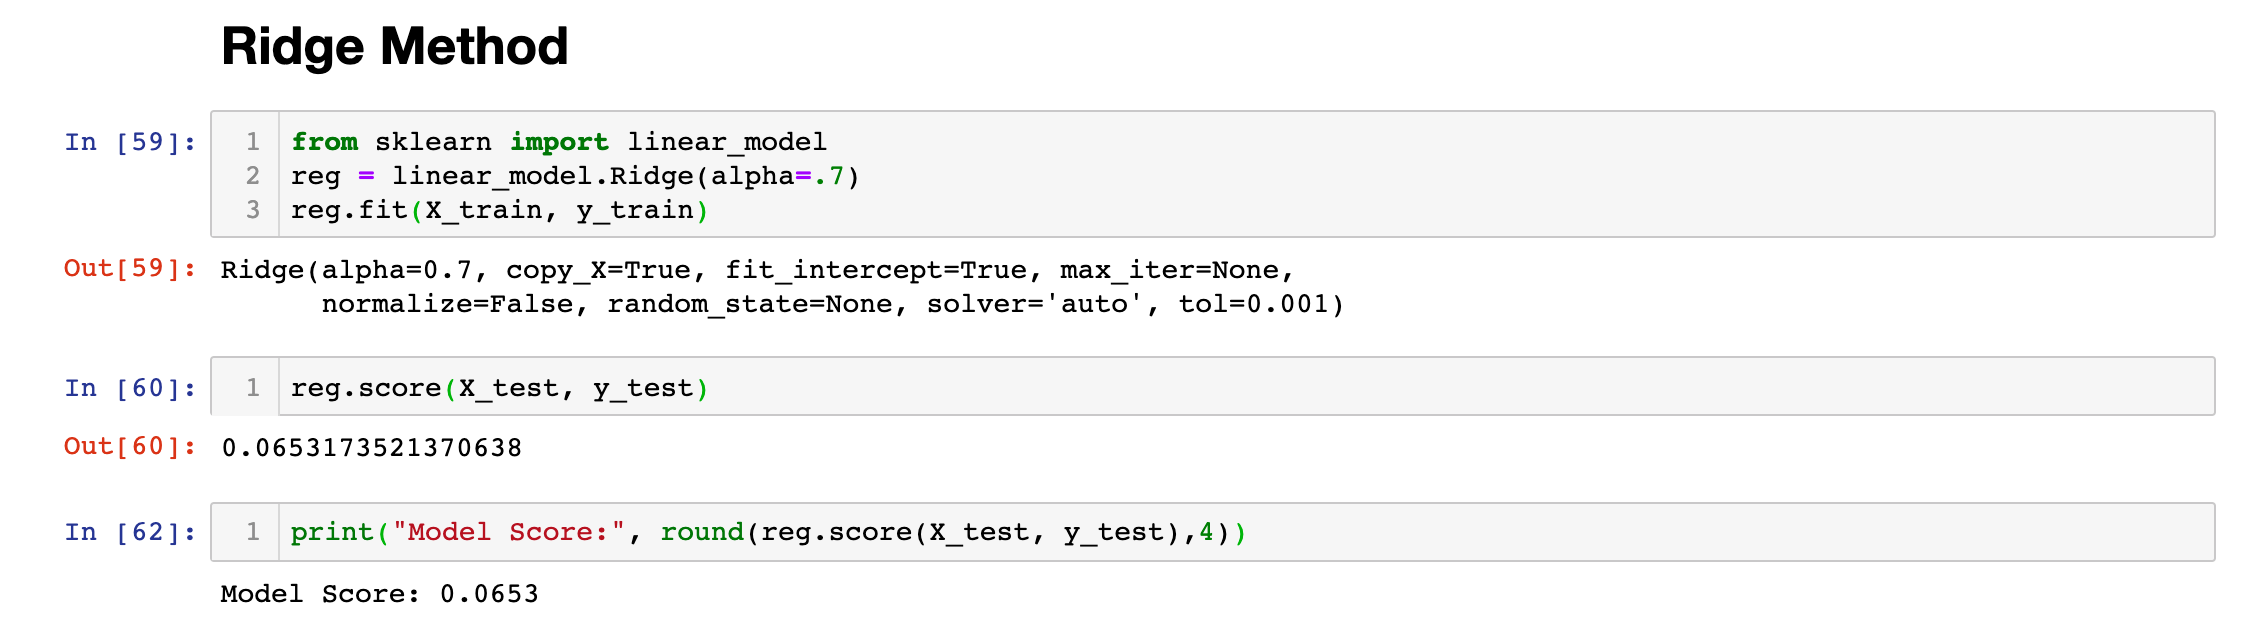 Ridge Method
In [59]:
1 from sklearn import linear_model
2 reg = linear_model.Ridge(alpha=.7)
3 reg.fit(X_train, y_train)
Out[59]: Ridge(alpha=0.7, copy_X=True, fit_intercept=True, max_iter=None,
normalize=False, random_state=None, solver='auto', tol=0.001)
In [60]: 1 reg.score(X_test, y_test)
Out[60]: 0.0653173521370638
In [62]: 1 print("Model Score:", round(reg.score(X_test, y_test),4))
Model Score: 0.0653